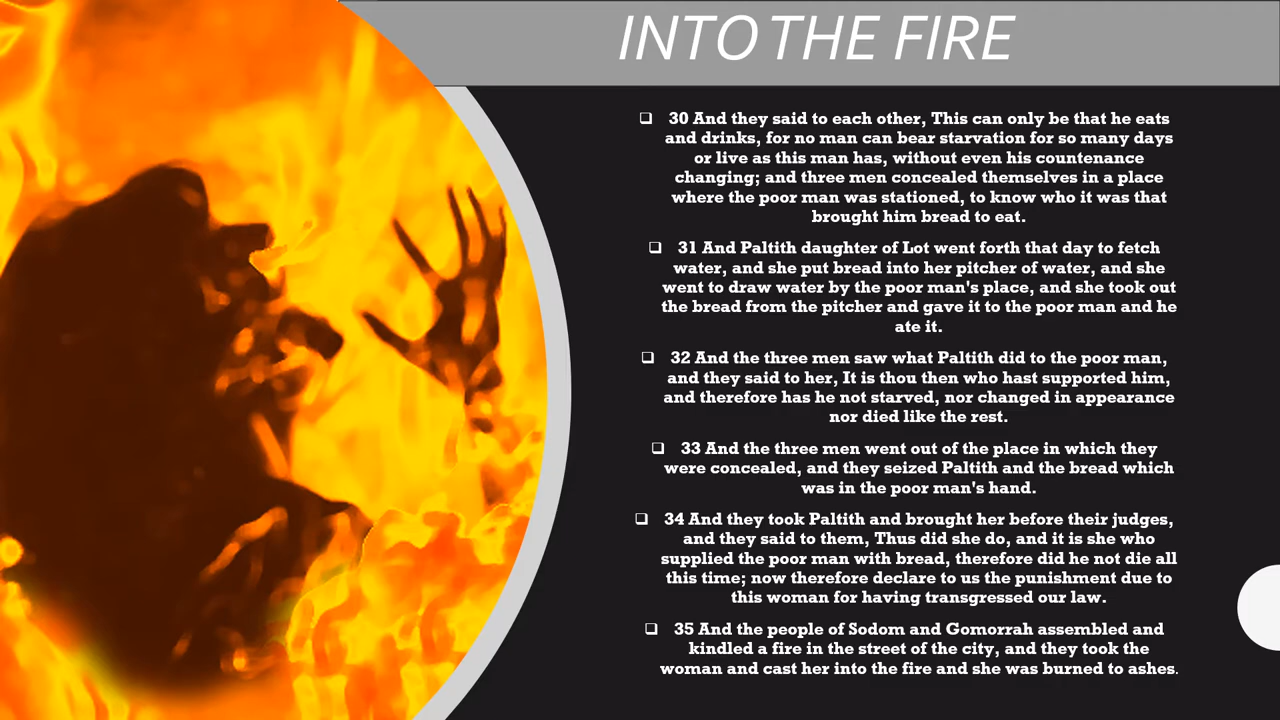 INTO THE FIRE
❑ 30 And they said to each other, This can only be that he eats
and drinks, for no man can bear starvation for so many days
or live as this man has, without even his countenance
changing; and three men concealed themselves in a place
where the poor man was stationed, to know who it was that
brought him bread to eat.
❑ 31 And Paltith daughter of Lot went forth that day to fetch
water, and she put bread into her pitcher of water, and she
went to draw water by the poor man's place, and she took out
the bread from the pitcher and gave it to the poor man and he
ate it.
❑ 32 And the three men saw what Paltith did to the poor man,
and they said to her, It is thou then who hast supported him,
and therefore has he not starved, nor changed in appearance
nor died like the rest.
❑ 33 And the three men went out of the place in which they
were concealed, and they seized Paltith and the bread which
was in the poor man's hand.
❑ 34 And they took Paltith and brought her before their judges,
and they said to them, Thus did she do, and it is she who
supplied the poor man with bread, therefore did he not die all
this time; now therefore declare to us the punishment due to
this woman for having transgressed our law.
❑ 35 And the people of Sodom and Gomorrah assembled and
kindled a fire in the street of the city, and they took the
woman and cast her into the fire and she was burned to ashes.